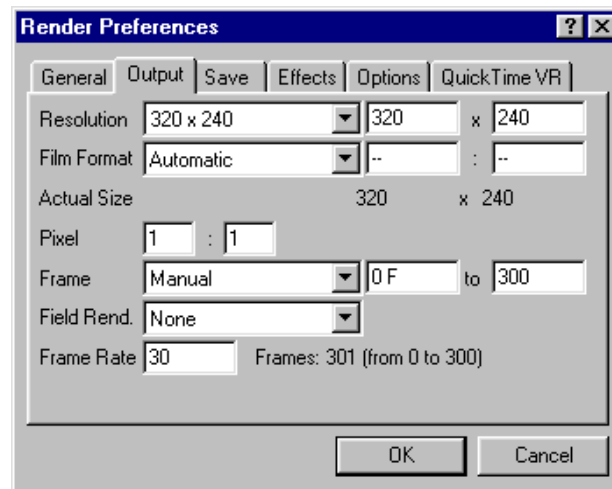 Render Preferences ? X
General Output Save Effects Options QuickTime VR
Resolution 320 x 240 320 x 240
Film Format Automatic -- : --
Actual Size 320 x 240
Pixel 1 : 1
Frame Manual 0 F to 300
Field Rend. None
Frame Rate 30 Frames: 301 (from 0 to 300)
OK Cancel